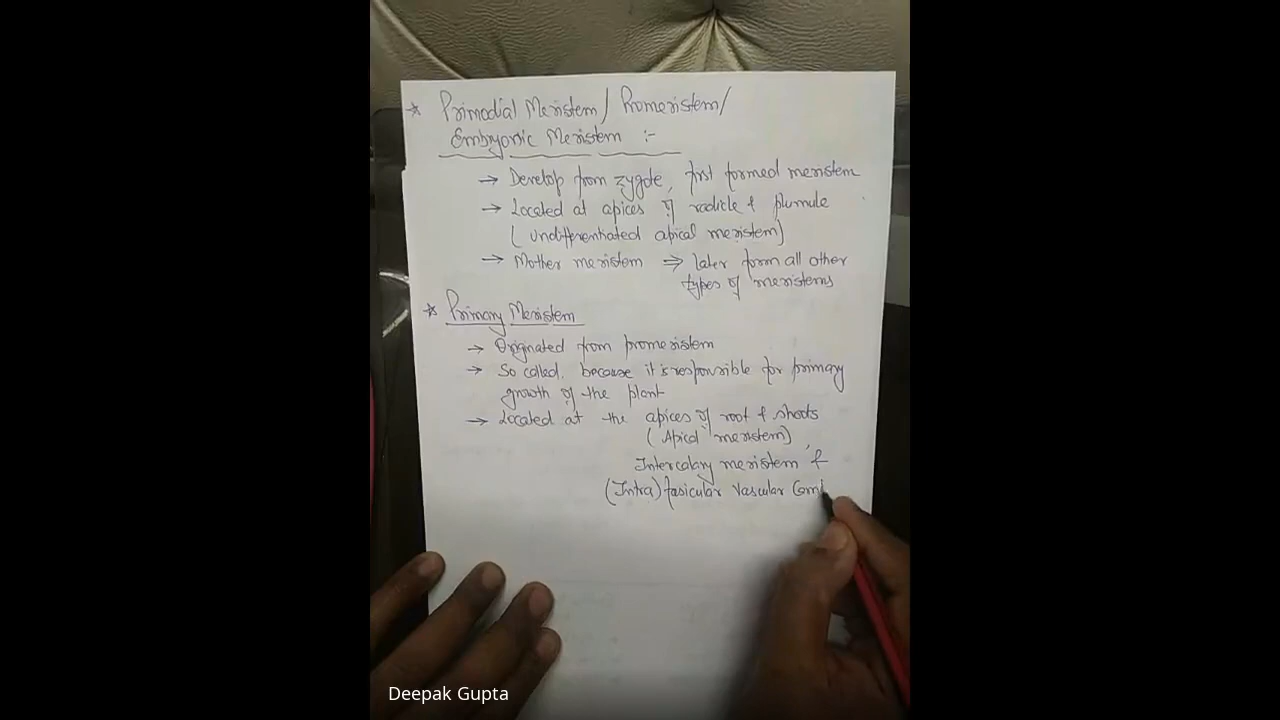 ☆ Primodial Meristem / Promeristem /
Embryonic Meristem :-
→ Develop from zygote, first formed meristem
→ Located at apices of radicle & plumule
( undifferentiated apical meristem)
→ Mother meristem ⇒ later form all other
types of meristems
☆ Primary Meristem
→ Originated from promeristem
→ So called, because it is responsible for primary
growth of the plant
→ Located at the apices of root & shoots
( Apical meristem) ,
Intercalary meristem &
(Intra) fasicular Vascular Cam
Deepak Gupta